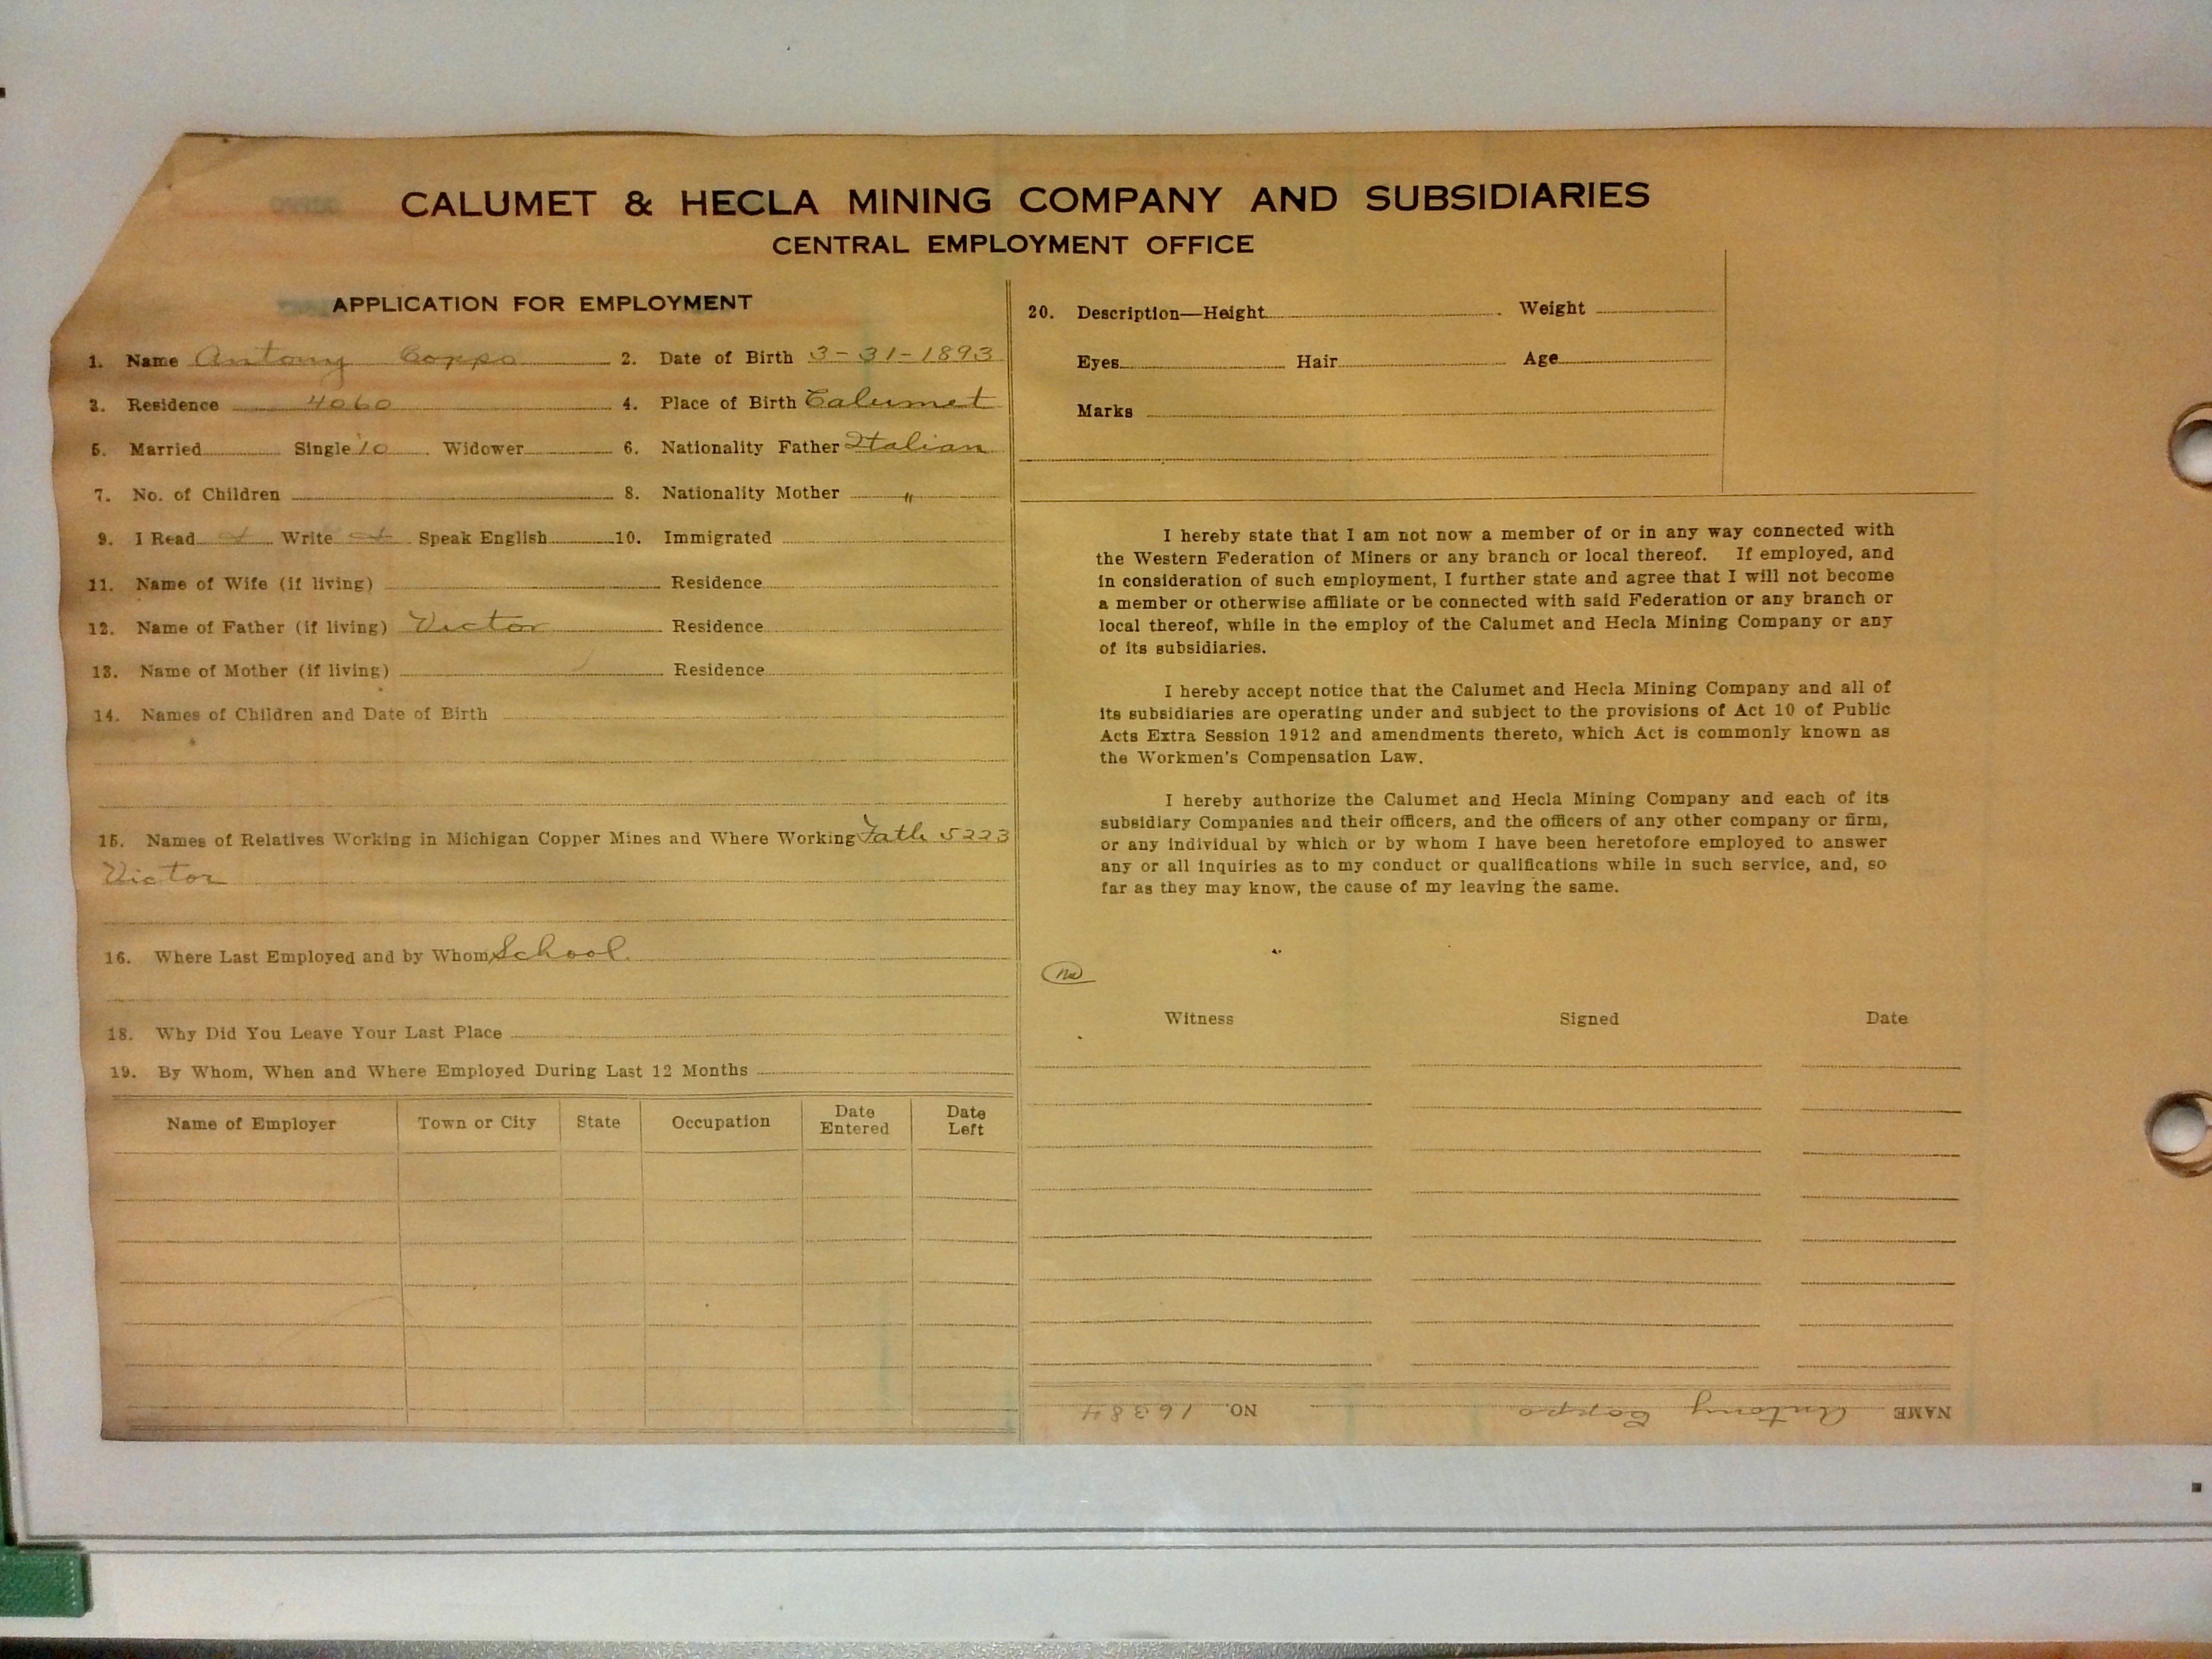 CALUMET & HECLA MINING COMPANY AND SUBSIDIARIES
CENTRAL EMPLOYMENT OFFICE
APPLICATION FOR EMPLOYMENT
1. Name Antony Coppo 2. Date of Birth 3-31-1893
3. Residence 4060 4. Place of Birth Calumet
5. Married Single 10 Widower 6. Nationality Father Italian
7. No. of Children 8. Nationality Mother "
9. I Read Write Speak English 10. Immigrated
11. Name of Wife (if living) Residence
12. Name of Father (if living) Victor Residence
13. Name of Mother (if living) Residence
14. Names of Children and Date of Birth
15. Names of Relatives Working in Michigan Copper Mines and Where Working Fath 5223
Victor
16. Where Last Employed and by Whom School
18. Why Did You Leave Your Last Place
19. By Whom, When and Where Employed During Last 12 Months
Name of Employer Town or City State Occupation Date Entered Date Left
20. Description—Height Weight
Eyes Hair Age
Marks
I hereby state that I am not now a member of or in any way connected with
the Western Federation of Miners or any branch or local thereof. If employed, and
in consideration of such employment, I further state and agree that I will not become
a member or otherwise affiliate or be connected with said Federation or any branch or
local thereof, while in the employ of the Calumet and Hecla Mining Company or any
of its subsidiaries.
I hereby accept notice that the Calumet and Hecla Mining Company and all of
its subsidiaries are operating under and subject to the provisions of Act 10 of Public
Acts Extra Session 1912 and amendments thereto, which Act is commonly known as
the Workmen's Compensation Law.
I hereby authorize the Calumet and Hecla Mining Company and each of its
subsidiary Companies and their officers, and the officers of any other company or firm,
or any individual by which or by whom I have been heretofore employed to answer
any or all inquiries as to my conduct or qualifications while in such service, and, so
far as they may know, the cause of my leaving the same.
Witness Signed Date
NAME Antony Coppo NO. 16384